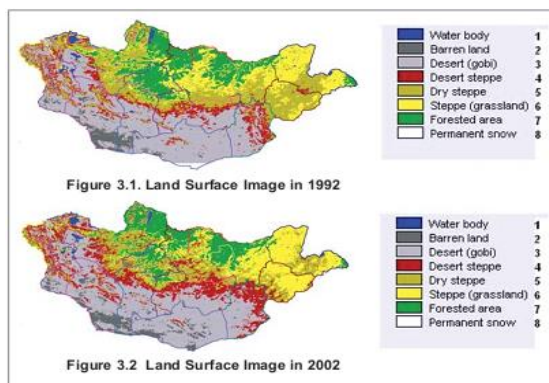 Water body 1
Barren land 2
Desert (gobi) 3
Desert steppe 4
Dry steppe 5
Steppe (grassland) 6
Forested area 7
Permanent snow 8
Figure 3.1. Land Surface Image in 1992
Water body 1
Barren land 2
Desert (gobi) 3
Desert steppe 4
Dry steppe 5
Steppe (grassland) 6
Forested area 7
Permanent snow 8
Figure 3.2 Land Surface Image in 2002